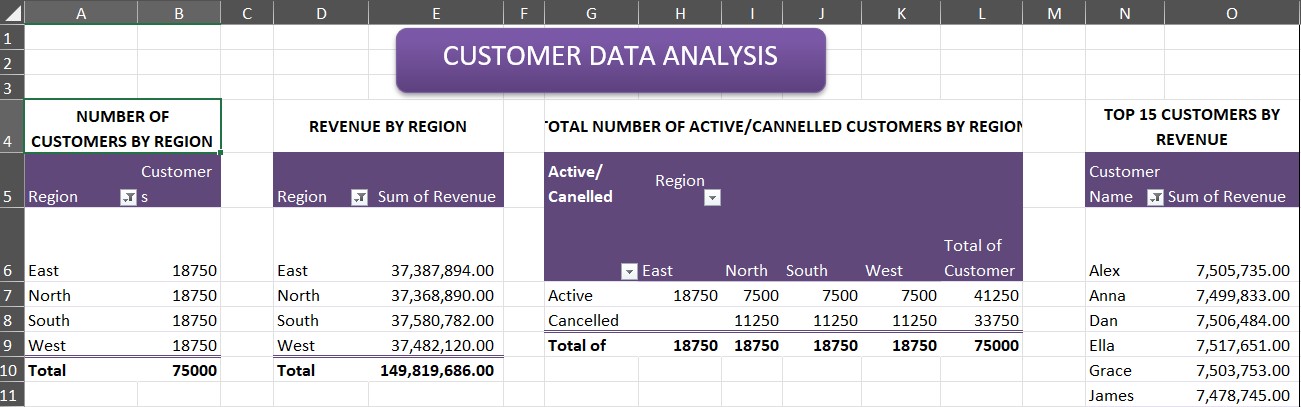 A B C D E F G H I J K L M N O
1
2
3
CUSTOMER DATA ANALYSIS
4
NUMBER OF
CUSTOMERS BY REGION
REVENUE BY REGION
TOTAL NUMBER OF ACTIVE/CANNELLED CUSTOMERS BY REGION
TOP 15 CUSTOMERS BY
REVENUE
5
Region Customer
s
Region Sum of Revenue
Active/
Canelled
Region
Customer
Name Sum of Revenue
Total of
6 East 18750 East 37,387,894.00 East North South West Customer Alex 7,505,735.00
7 North 18750 North 37,368,890.00 Active 18750 7500 7500 7500 41250 Anna 7,499,833.00
8 South 18750 South 37,580,782.00 Cancelled 11250 11250 11250 33750 Dan 7,506,484.00
9 West 18750 West 37,482,120.00 Total of 18750 18750 18750 18750 75000 Ella 7,517,651.00
10 Total 75000 Total 149,819,686.00 Grace 7,503,753.00
11 James 7,478,745.00